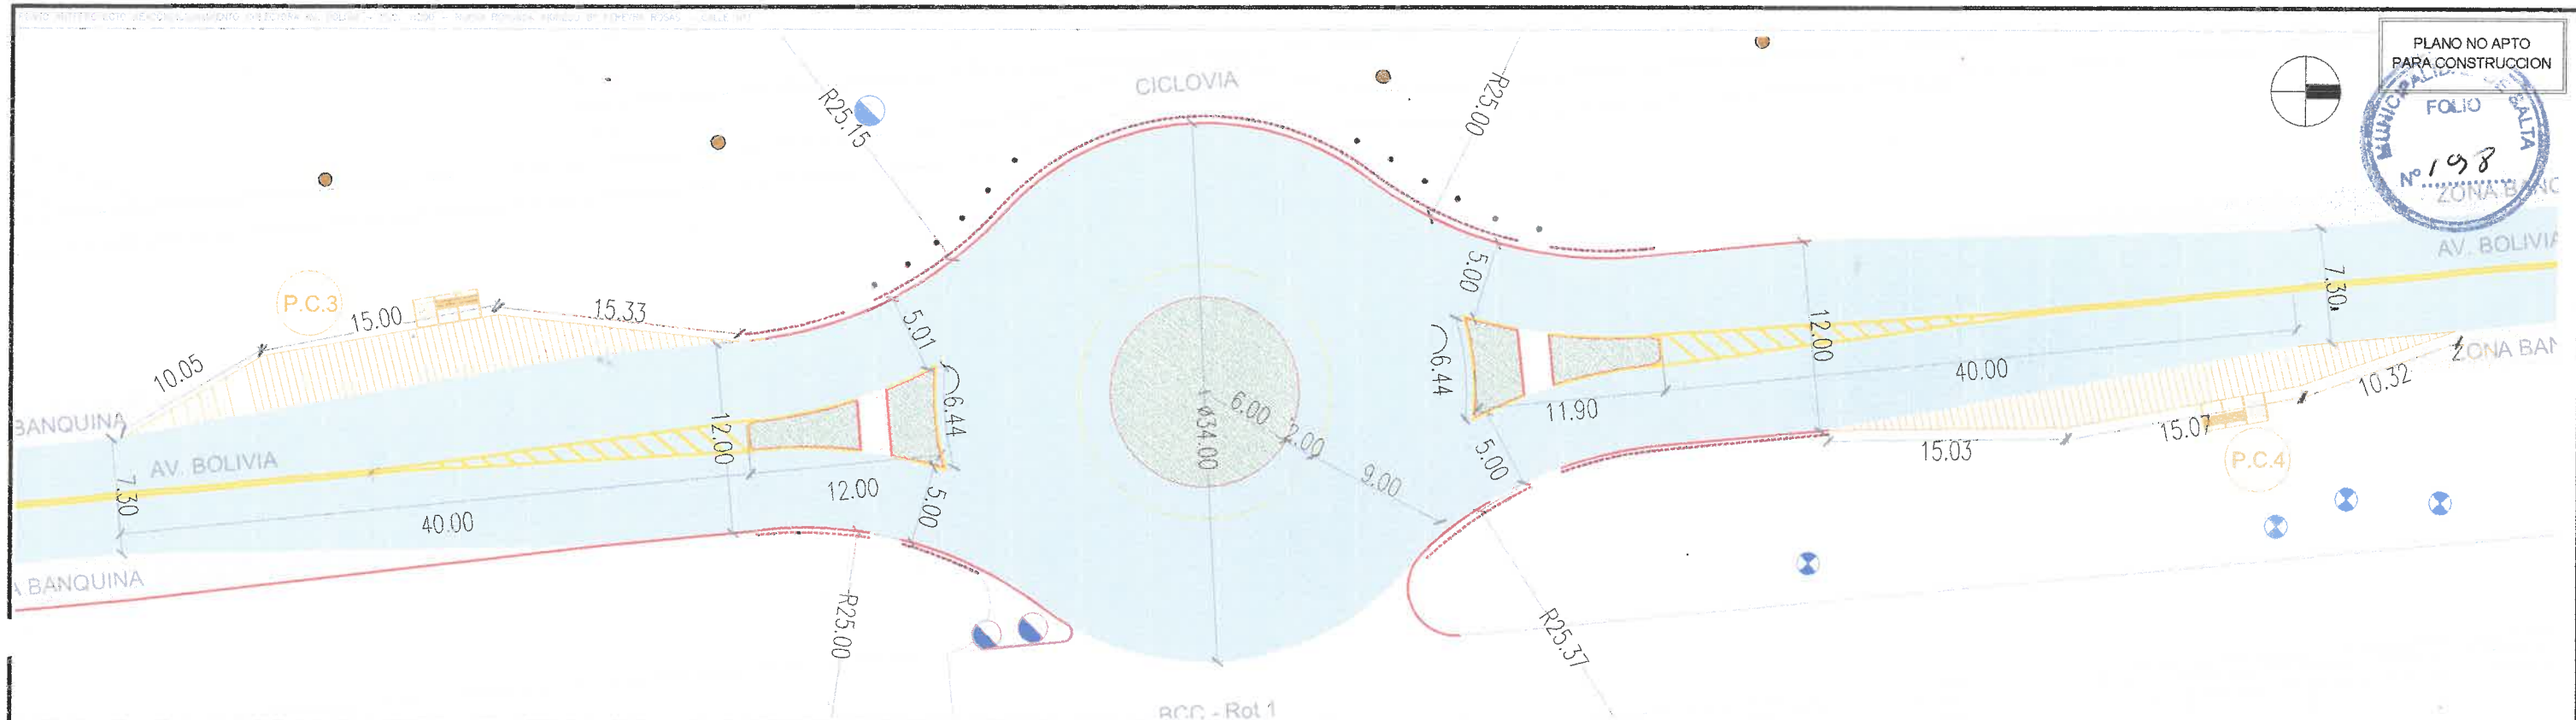 PLANO NO APTO
PARA CONSTRUCCION
MUNICIPALIDAD DE SALTA
FOLIO
Nº 198
ZONA BANC
AV. BOLIVIA
7.30
ZONA BAN
CICLOVIA
R25.15
R25.00
P.C.3
15.00
15.33
10.05
5.01
5.00
12.00
6.44
6.44
6.00
2.00
9.00
ø34.00
11.90
40.00
10.32
15.07
15.03
P.C.4
BANQUINA
AV. BOLIVIA
7.30
12.00
12.00
40.00
5.00
5.00
A BANQUINA
R25.00
R25.37
BCC - Rot 1